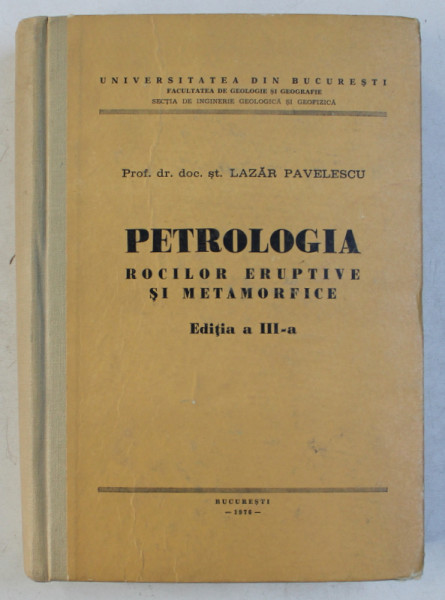 UNIVERSITATEA DIN BUCUREȘTI
FACULTATEA DE GEOLOGIE ȘI GEOGRAFIE
SECȚIA DE INGINERIE GEOLOGICĂ ȘI GEOFIZICĂ
Prof. dr. doc. șt. LAZĂR PAVELESCU
PETROLOGIA
ROCILOR ERUPTIVE
ȘI METAMORFICE
Ediția a III-a
BUCUREȘTI
— 1978 —